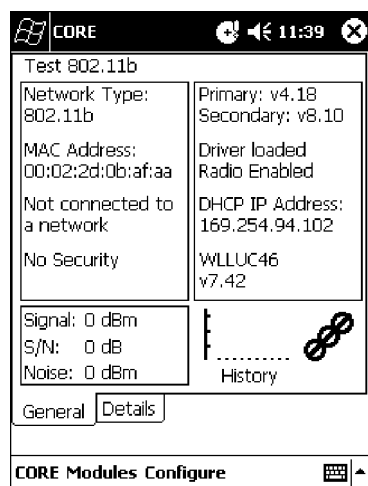 CORE 11:39
Test 802.11b
Network Type:
802.11b
MAC Address:
00:02:2d:0b:af:aa
Not connected to
a network
No Security
Primary: v4.18
Secondary: v8.10
Driver loaded
Radio Enabled
DHCP IP Address:
169.254.94.102
WLLUC46
v7.42
Signal: 0 dBm
S/N: 0 dB
Noise: 0 dBm
History
General Details
CORE Modules Configure